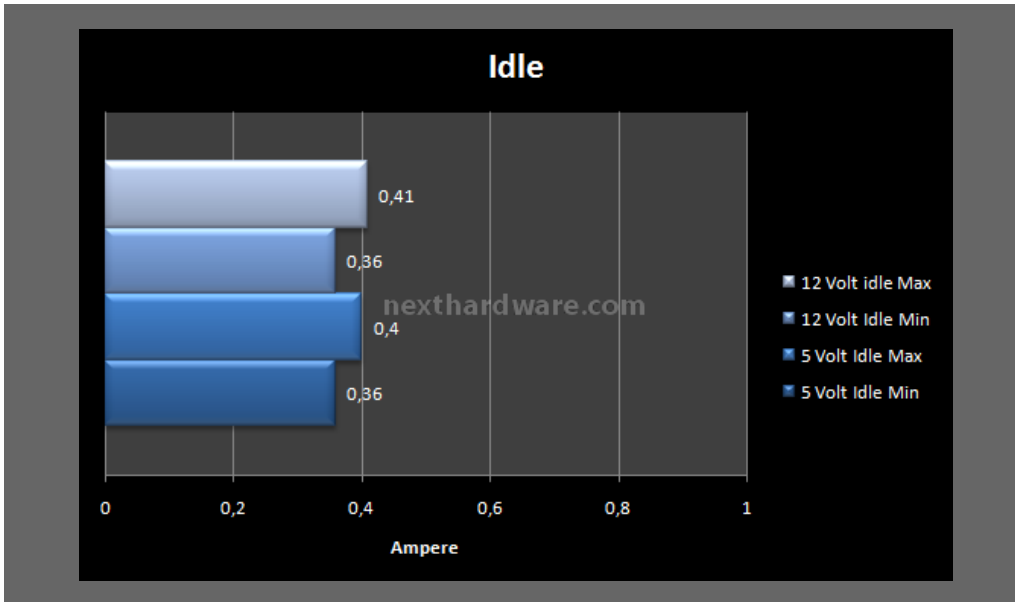 Idle
0,41
0,36
0,4
0,36
nexthardware.com
12 Volt idle Max
12 Volt Idle Min
5 Volt Idle Max
5 Volt Idle Min
0 0,2 0,4 0,6 0,8 1
Ampere